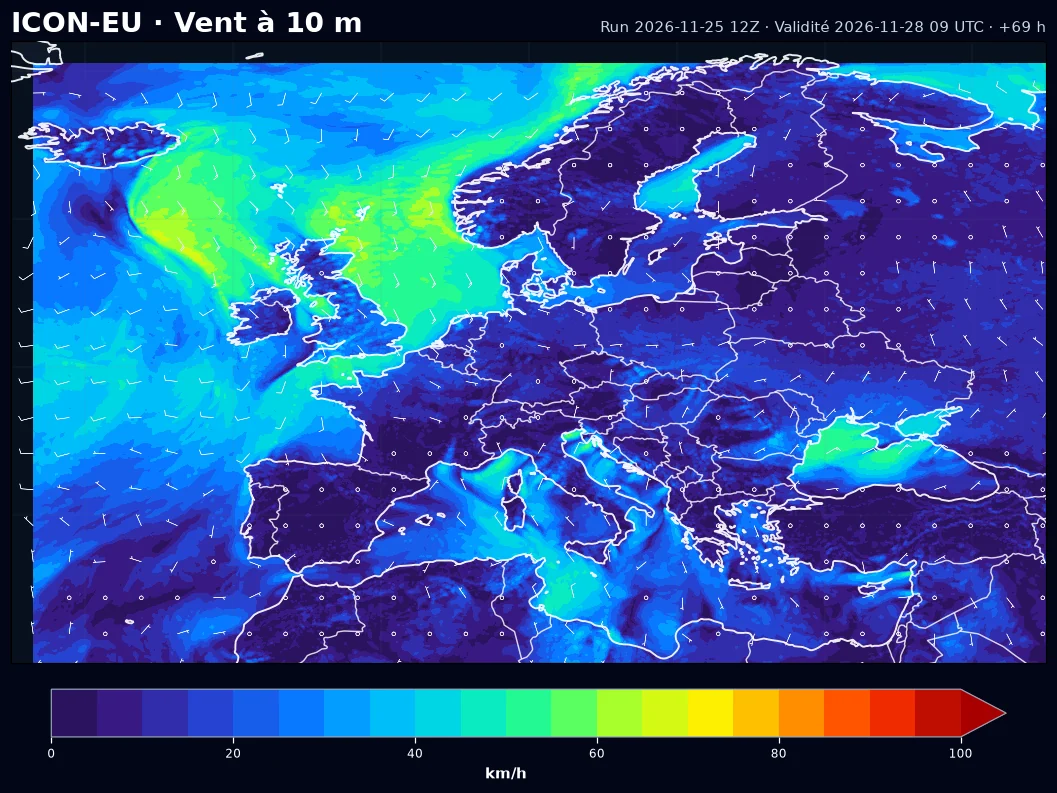 ICON-EU · Vent à 10 m
Run 2026-11-25 12Z · Validité 2026-11-28 09 UTC · +69 h
0 20 40 60 80 100
km/h